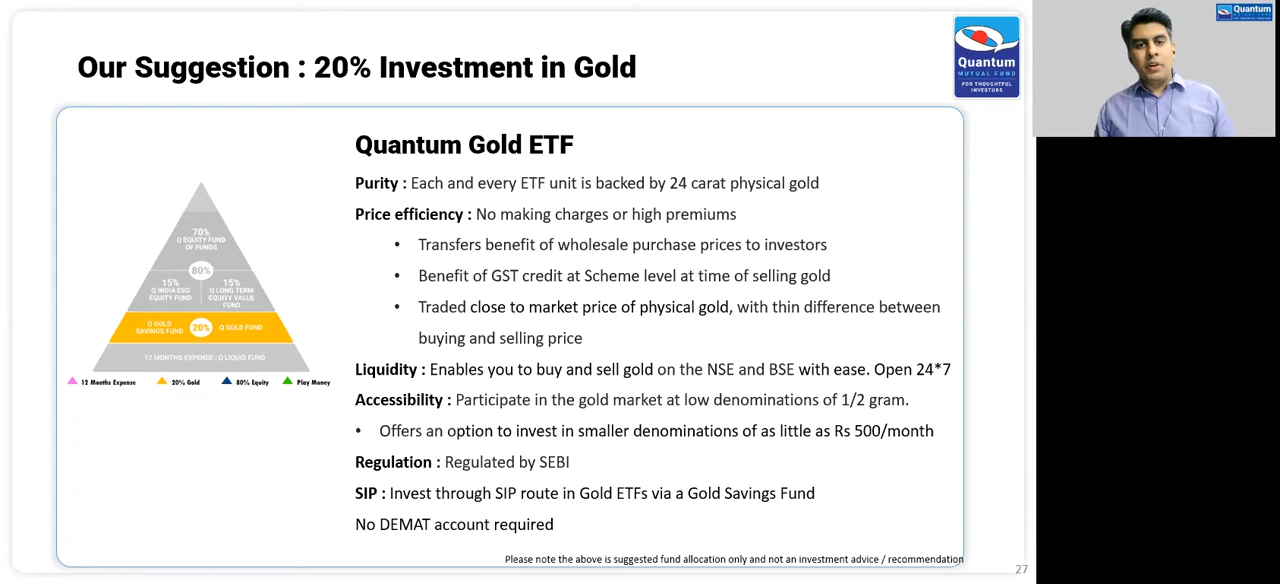 Our Suggestion : 20% Investment in Gold
Quantum
MUTUAL FUND
FOR THOUGHTFUL
INVESTORS
Quantum
MUTUAL FUND
Quantum Gold ETF
Purity : Each and every ETF unit is backed by 24 carat physical gold
Price efficiency : No making charges or high premiums
• Transfers benefit of wholesale purchase prices to investors
• Benefit of GST credit at Scheme level at time of selling gold
• Traded close to market price of physical gold, with thin difference between
buying and selling price
Liquidity : Enables you to buy and sell gold on the NSE and BSE with ease. Open 24*7
Accessibility : Participate in the gold market at low denominations of 1/2 gram.
• Offers an option to invest in smaller denominations of as little as Rs 500/month
Regulation : Regulated by SEBI
SIP : Invest through SIP route in Gold ETFs via a Gold Savings Fund
No DEMAT account required
70%
Q EQUITY FUND
OF FUNDS
80%
15%
Q INDIA ESG
EQUITY FUND
15%
Q LONG TERM
EQUITY VALUE
FUND
Q GOLD
SAVINGS FUND
20%
Q GOLD FUND
12 MONTHS EXPENSE : Q LIQUID FUND
12 Months Expense 20% Gold 80% Equity Play Money
Please note the above is suggested fund allocation only and not an investment advice / recommendation
27